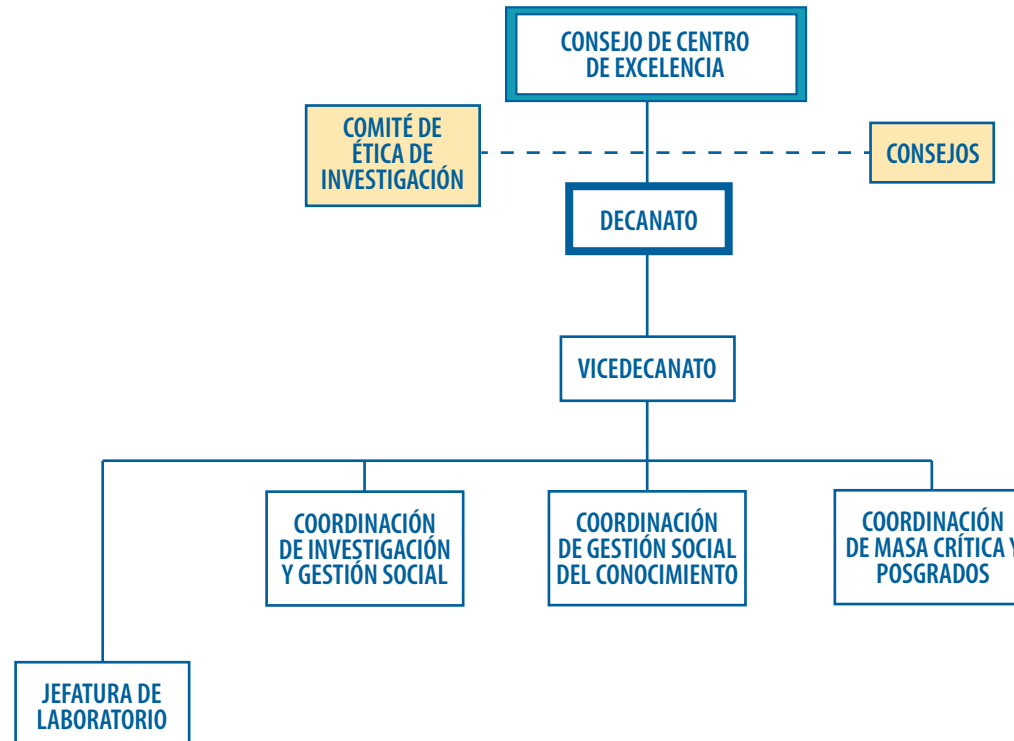 CONSEJO DE CENTRO
DE EXCELENCIA
COMITÉ DE
ÉTICA DE
INVESTIGACIÓN
CONSEJOS
DECANATO
VICEDECANATO
COORDINACIÓN
DE INVESTIGACIÓN
Y GESTIÓN SOCIAL
COORDINACIÓN
DE GESTIÓN SOCIAL
DEL CONOCIMIENTO
COORDINACIÓN
DE MASA CRÍTICA Y
POSGRADOS
JEFATURA DE
LABORATORIO